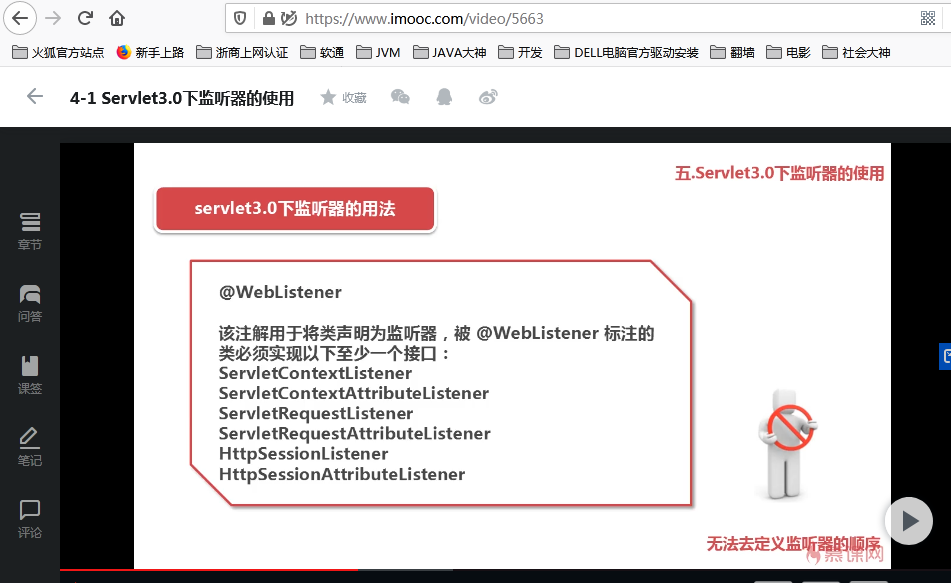 https://www.imooc.com/video/5663
火狐官方站点 新手上路 浙商上网认证 软通 JVM JAVA大神 开发 DELL电脑官方驱动安装 翻墙 电影 社会大神
4-1 Servlet3.0下监听器的使用 收藏
五.Servlet3.0下监听器的使用
servlet3.0下监听器的用法
章节
问答
课签
笔记
评论
@WebListener
该注解用于将类声明为监听器，被 @WebListener 标注的
类必须实现以下至少一个接口：
ServletContextListener
ServletContextAttributeListener
ServletRequestListener
ServletRequestAttributeListener
HttpSessionListener
HttpSessionAttributeListener
无法去定义监听器的顺序
慕课网